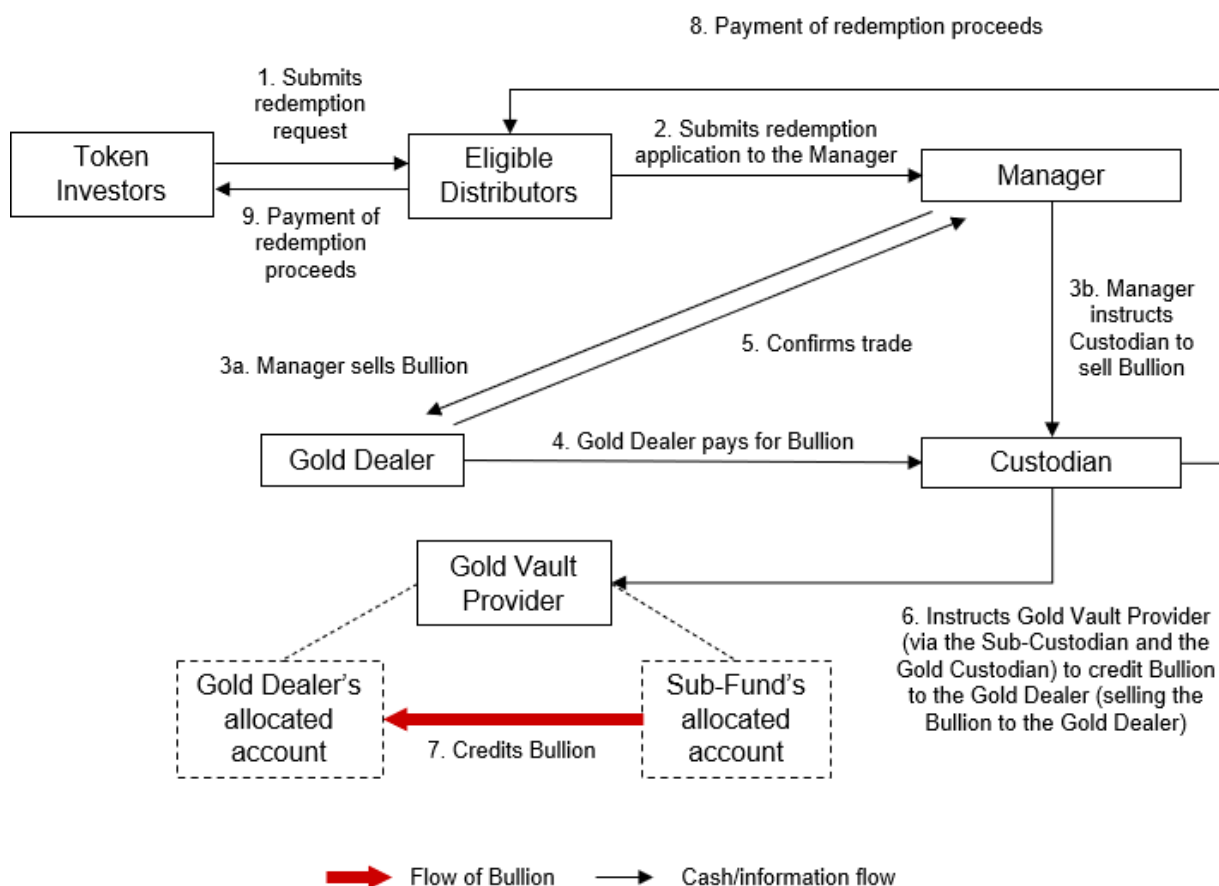 8. Payment of redemption proceeds
1. Submits
redemption
request
2. Submits redemption
application to the Manager
Token
Investors
Eligible
Distributors
Manager
9. Payment of
redemption
proceeds
3b. Manager
instructs
Custodian to
sell Bullion
5. Confirms trade
3a. Manager sells Bullion
4. Gold Dealer pays for Bullion
Gold Dealer
Custodian
Gold Vault
Provider
6. Instructs Gold Vault Provider
(via the Sub-Custodian and the
Gold Custodian) to credit Bullion
to the Gold Dealer (selling the
Bullion to the Gold Dealer)
Gold Dealer's
allocated
account
Sub-Fund's
allocated
account
7. Credits Bullion
Flow of Bullion
Cash/information flow